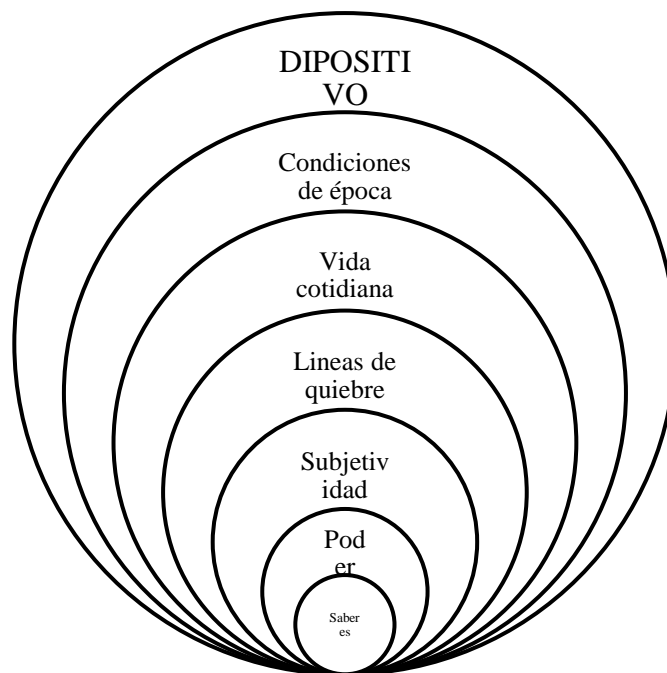 DIPOSITI
VO
Condiciones
de época
Vida
cotidiana
Lineas de
quiebre
Subjetiv
idad
Pod
er
Saber
es